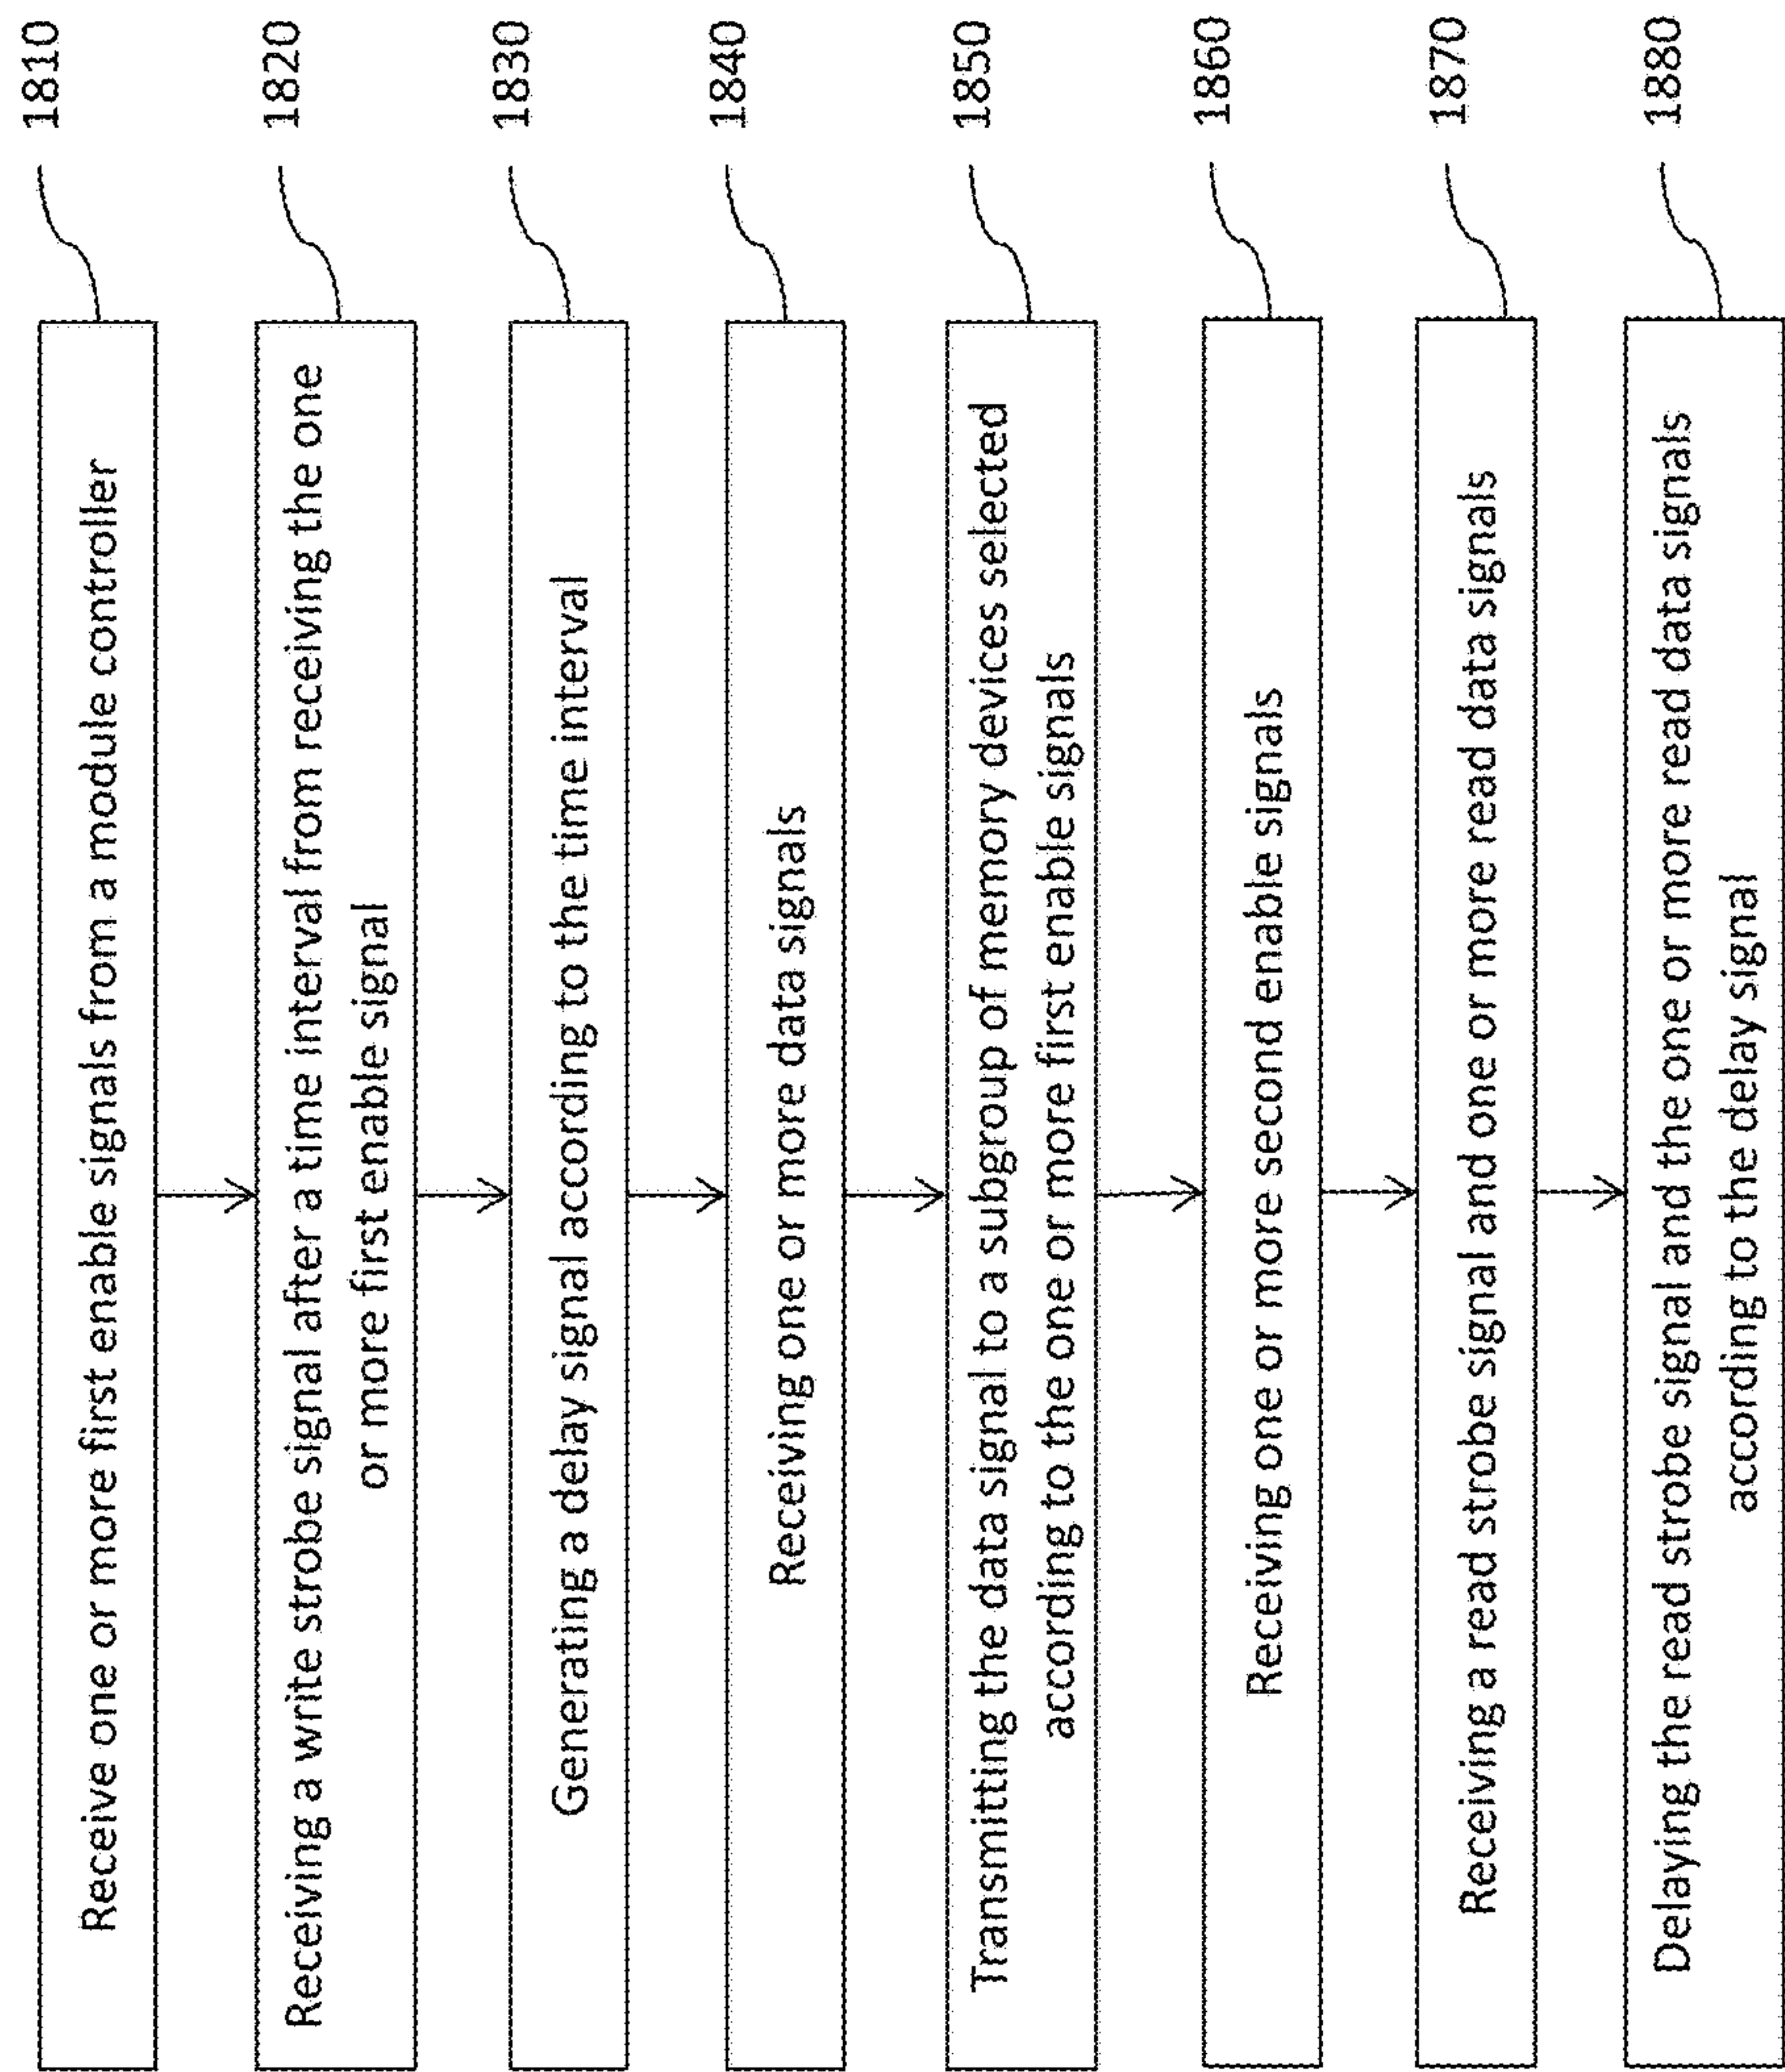 1810
Receive one or more first enable signals from a module controller
1820
Receiving a write strobe signal after a time interval from receiving the one
or more first enable signal
1830
Generating a delay signal according to the time interval
1840
Receiving one or more data signals
1850
Transmitting the data signal to a subgroup of memory devices selected
according to the one or more first enable signals
1860
Receiving one or more second enable signals
1870
Receiving a read strobe signal and one or more read data signals
1880
Delaying the read strobe signal and the one or more read data signals
according to the delay signal